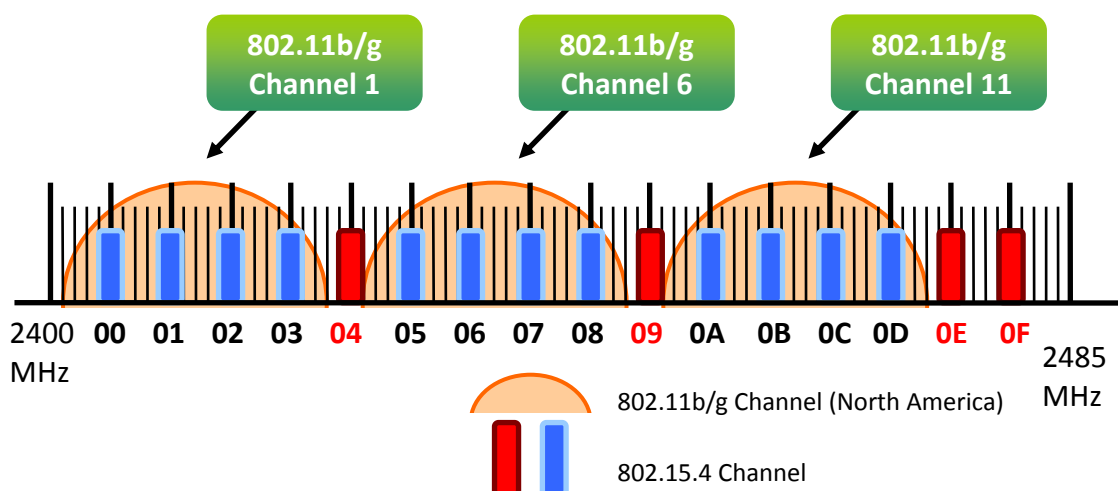 802.11b/g
Channel 1
802.11b/g
Channel 6
802.11b/g
Channel 11
2400
MHz
00 01 02 03 04 05 06 07 08 09 0A 0B 0C 0D 0E 0F
2485
MHz
802.11b/g Channel (North America)
802.15.4 Channel